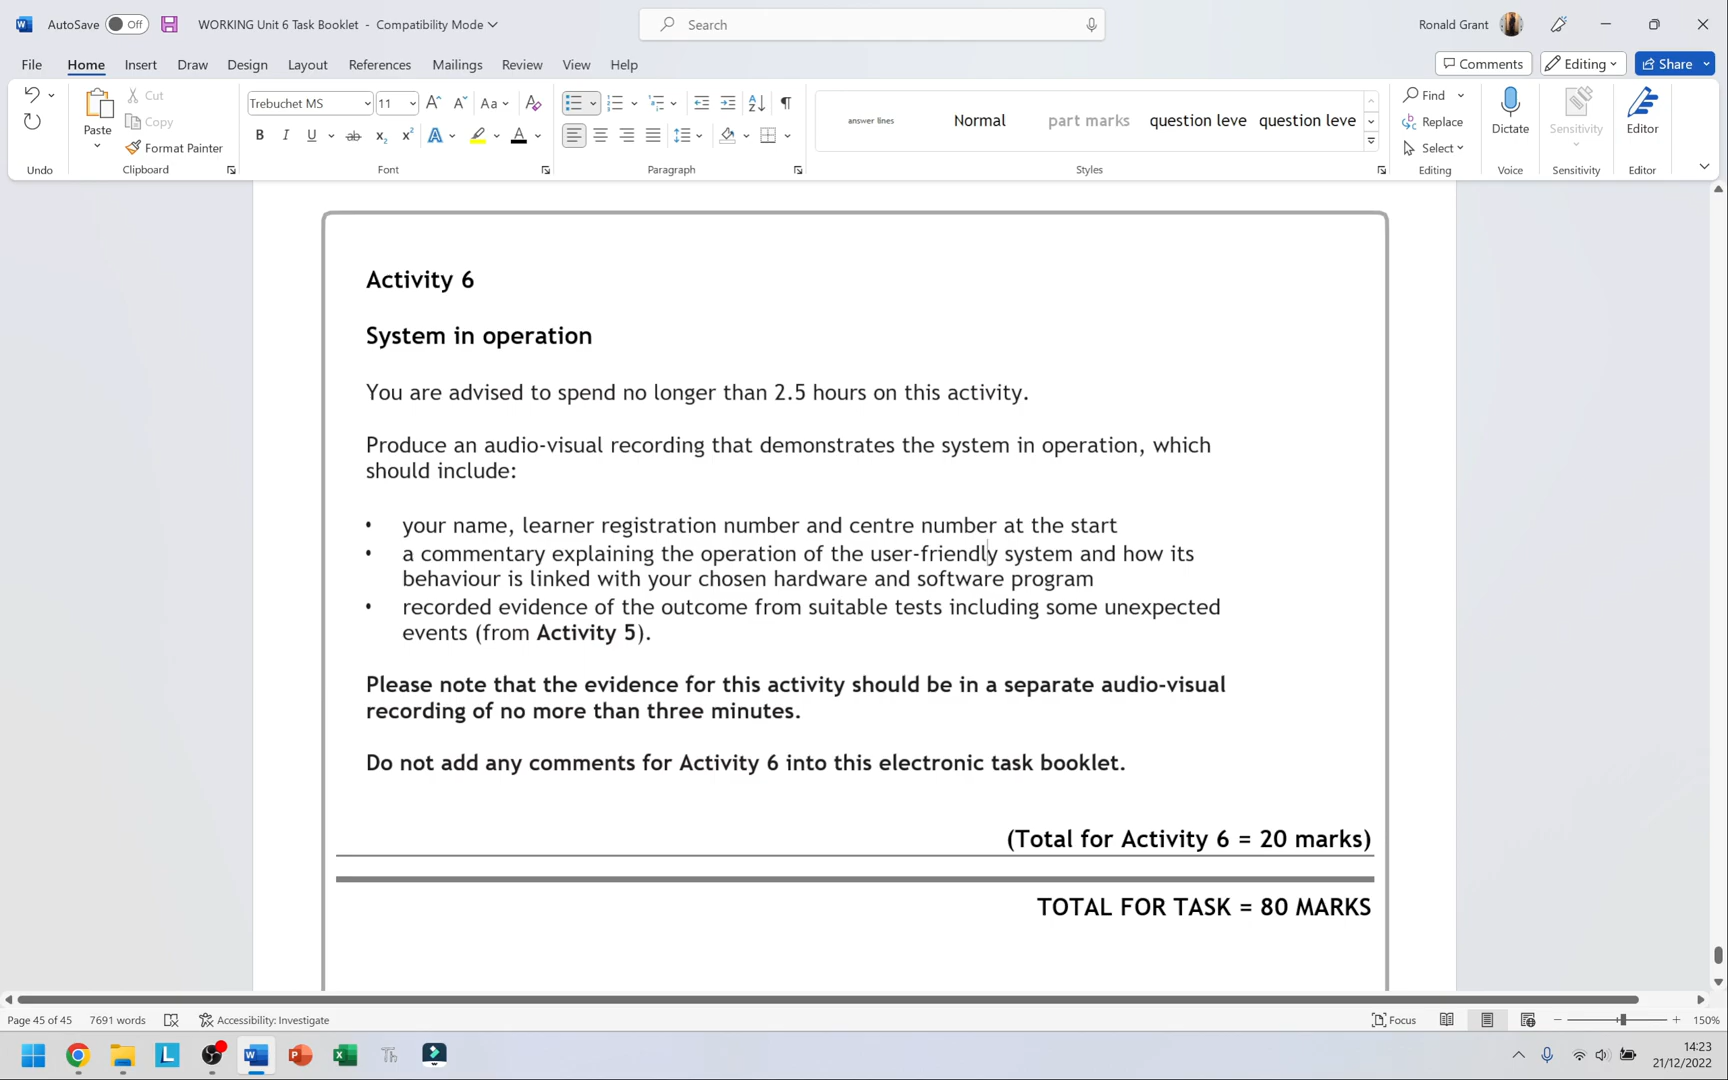 AutoSave Off WORKING Unit 6 Task Booklet - Compatibility Mode Search Ronald Grant
File Home Insert Draw Design Layout References Mailings Review View Help Comments Editing Share
Cut
Copy
Paste
Format Painter
Trebuchet MS 11
answer lines Normal part marks question leve question leve
Find
Replace
Select
Dictate Sensitivity Editor
Undo Clipboard Font Paragraph Styles Editing Voice Sensitivity Editor
Activity 6
System in operation
You are advised to spend no longer than 2.5 hours on this activity.
Produce an audio-visual recording that demonstrates the system in operation, which
should include:
• your name, learner registration number and centre number at the start
• a commentary explaining the operation of the user-friendly system and how its
behaviour is linked with your chosen hardware and software program
• recorded evidence of the outcome from suitable tests including some unexpected
events (from Activity 5).
Please note that the evidence for this activity should be in a separate audio-visual
recording of no more than three minutes.
Do not add any comments for Activity 6 into this electronic task booklet.
(Total for Activity 6 = 20 marks)
TOTAL FOR TASK = 80 MARKS
Page 45 of 45 7691 words Accessibility: Investigate Focus 150%
14:23
21/12/2022